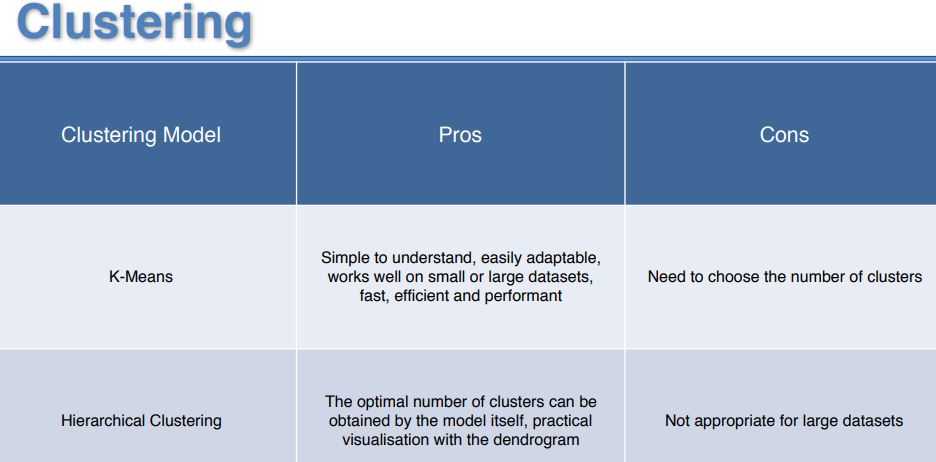 Clustering
Clustering Model
Pros
Cons
K-Means
Simple to understand, easily adaptable,
works well on small or large datasets,
fast, efficient and performant
Need to choose the number of clusters
Hierarchical Clustering
The optimal number of clusters can be
obtained by the model itself, practical
visualisation with the dendrogram
Not appropriate for large datasets